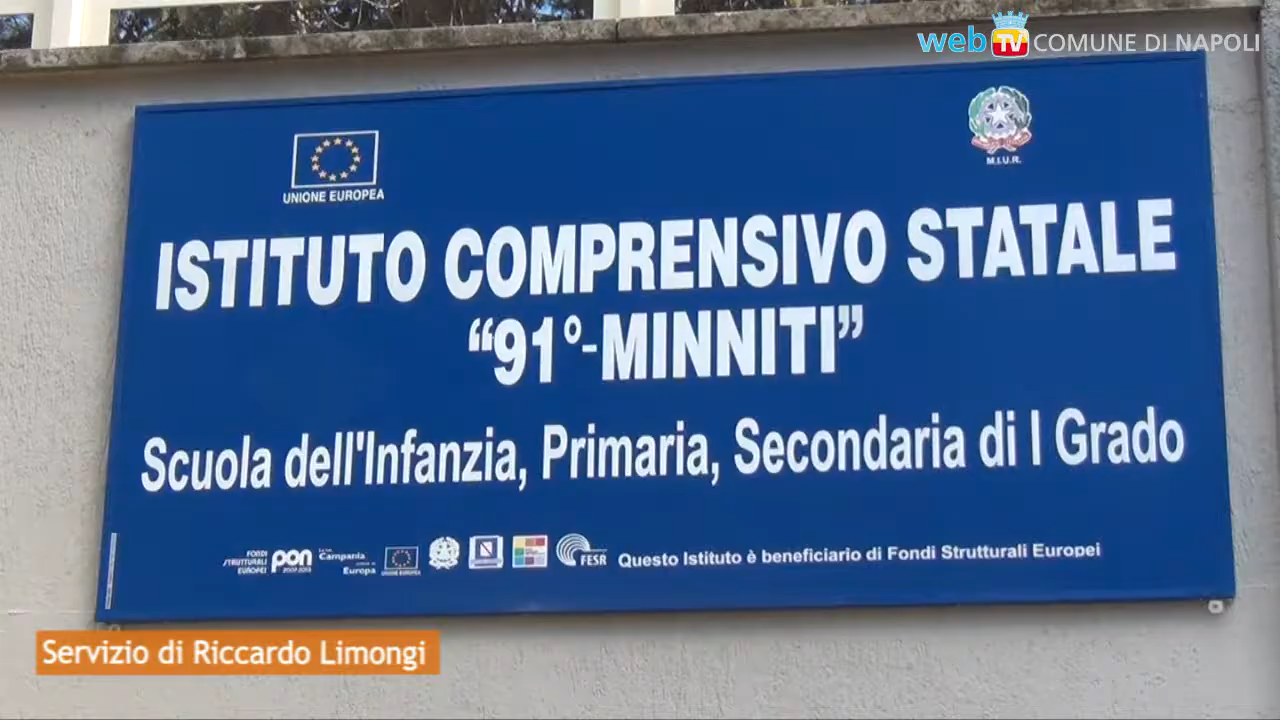 web TV COMUNE DI NAPOLI
UNIONE EUROPEA
M.I.U.R.
ISTITUTO COMPRENSIVO STATALE
“91°-MINNITI”
Scuola dell'Infanzia, Primaria, Secondaria di I Grado
FONDI
STRUTTURALI
EUROPEI
pon
2007-2013
Campania
Europa
FESR
Questo Istituto è beneficiario di Fondi Strutturali Europei
Servizio di Riccardo Limongi